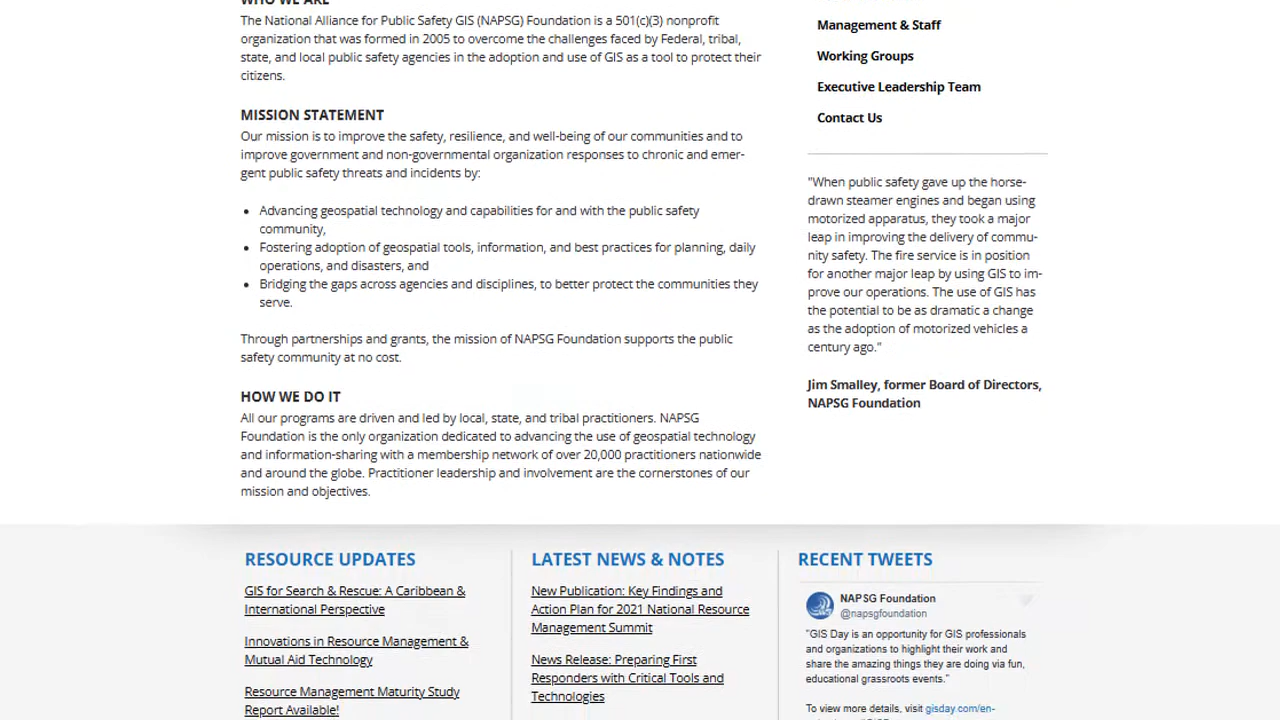 WHO WE ARE
The National Alliance for Public Safety GIS (NAPSG) Foundation is a 501(c)(3) nonprofit
organization that was formed in 2005 to overcome the challenges faced by Federal, tribal,
state, and local public safety agencies in the adoption and use of GIS as a tool to protect their
citizens.
MISSION STATEMENT
Our mission is to improve the safety, resilience, and well-being of our communities and to
improve government and non-governmental organization responses to chronic and emer-
gent public safety threats and incidents by:
• Advancing geospatial technology and capabilities for and with the public safety
community,
• Fostering adoption of geospatial tools, information, and best practices for planning, daily
operations, and disasters, and
• Bridging the gaps across agencies and disciplines, to better protect the communities they
serve.
Through partnerships and grants, the mission of NAPSG Foundation supports the public
safety community at no cost.
HOW WE DO IT
All our programs are driven and led by local, state, and tribal practitioners. NAPSG
Foundation is the only organization dedicated to advancing the use of geospatial technology
and information-sharing with a membership network of over 20,000 practitioners nationwide
and around the globe. Practitioner leadership and involvement are the cornerstones of our
mission and objectives.
Management & Staff
Working Groups
Executive Leadership Team
Contact Us
"When public safety gave up the horse-
drawn steamer engines and began using
motorized apparatus, they took a major
leap in improving the delivery of commu-
nity safety. The fire service is in position
for another major leap by using GIS to im-
prove our operations. The use of GIS has
the potential to be as dramatic a change
as the adoption of motorized vehicles a
century ago."
Jim Smalley, former Board of Directors,
NAPSG Foundation
RESOURCE UPDATES
GIS for Search & Rescue: A Caribbean &
International Perspective
Innovations in Resource Management &
Mutual Aid Technology
Resource Management Maturity Study
Report Available!
LATEST NEWS & NOTES
New Publication: Key Findings and
Action Plan for 2021 National Resource
Management Summit
News Release: Preparing First
Responders with Critical Tools and
Technologies
RECENT TWEETS
NAPSG Foundation
@napsgfoundation
"GIS Day is an opportunity for GIS professionals
and organizations to highlight their work and
share the amazing things they are doing via fun,
educational grassroots events."
To view more details, visit gisday.com/en-